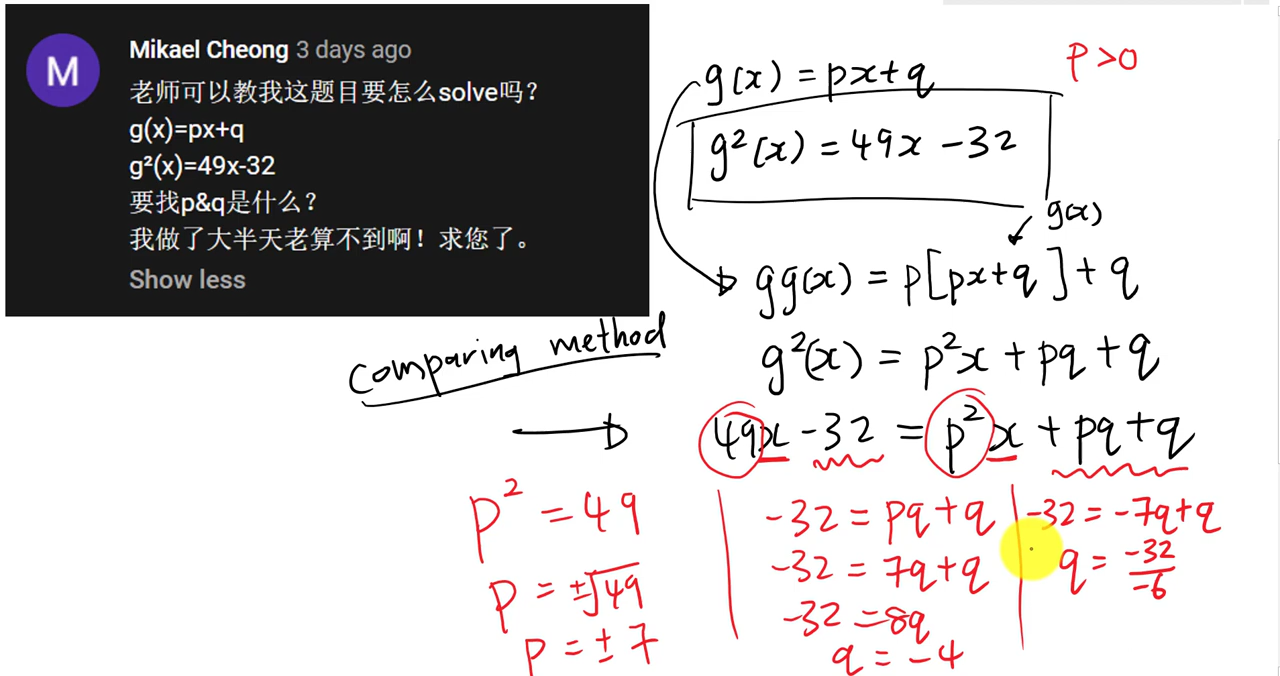 M
Mikael Cheong 3 days ago
老师可以教我这题目要怎么solve吗？
g(x)=px+q
g²(x)=49x-32
要找p&q是什么？
我做了大半天老算不到啊！求您了。
Show less
g(x) = px+q
p>0
g²(x) = 49x - 32
g(x)
gg(x) = p[px+q] + q
comparing method
g²(x) = p²x + pq + q
49x - 32 = p²x + pq + q
p² = 49
p = ±√49
p = ± 7
-32 = pq + q
-32 = 7q + q
-32 = 8q
q = -4
-32 = -7q+q
q = -32/-6